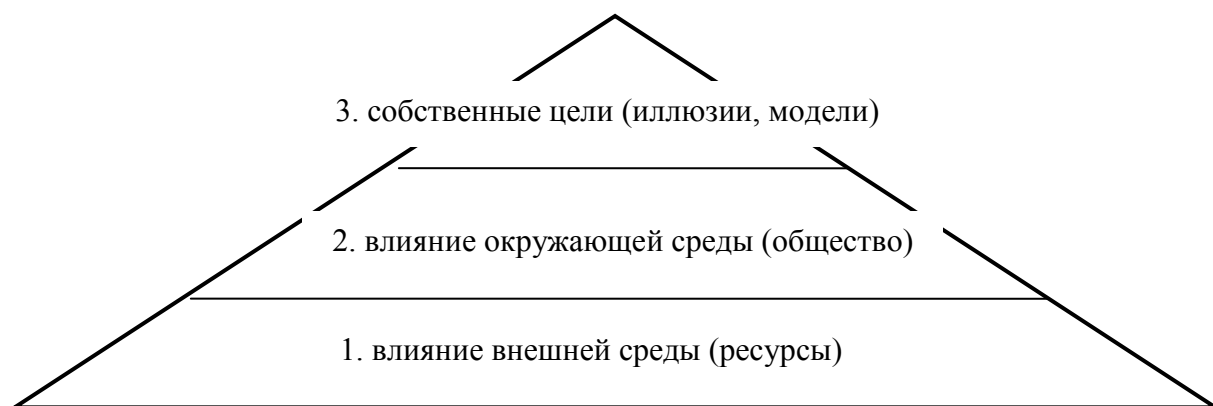 3. собственные цели (иллюзии, модели)
2. влияние окружающей среды (общество)
1. влияние внешней среды (ресурсы)